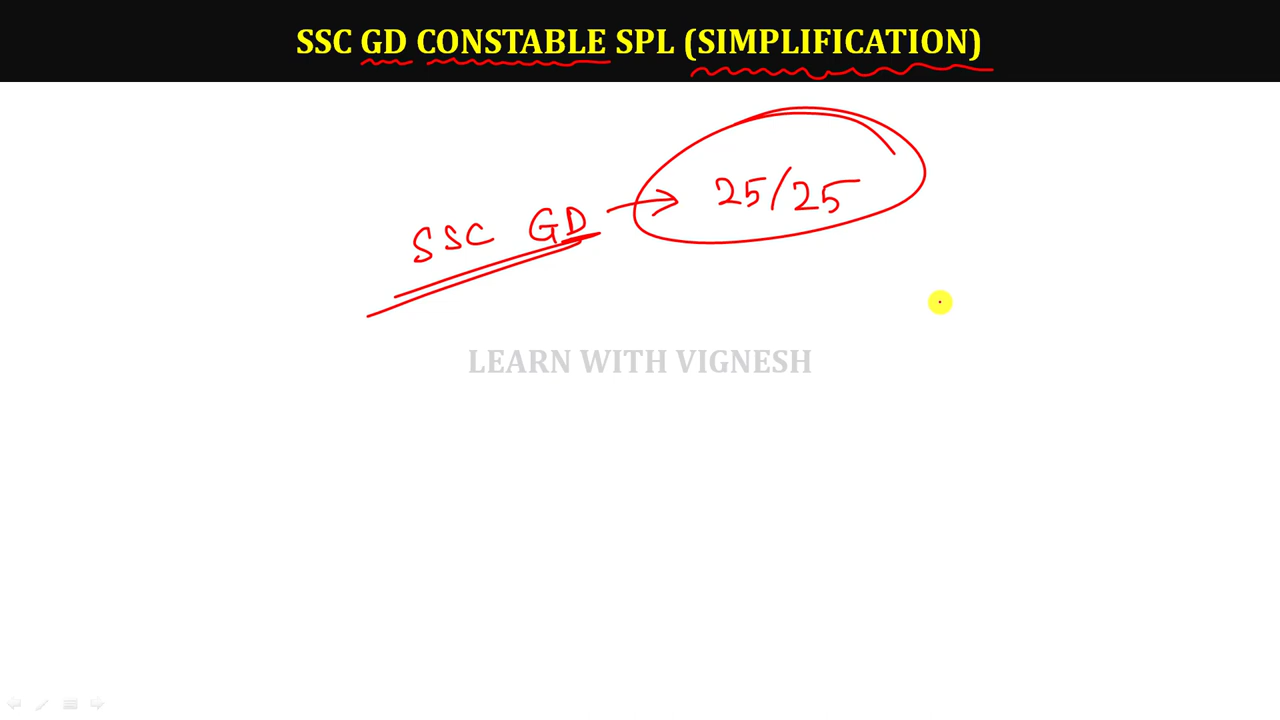 SSC GD CONSTABLE SPL (SIMPLIFICATION)
SSC GD → 25/25
LEARN WITH VIGNESH